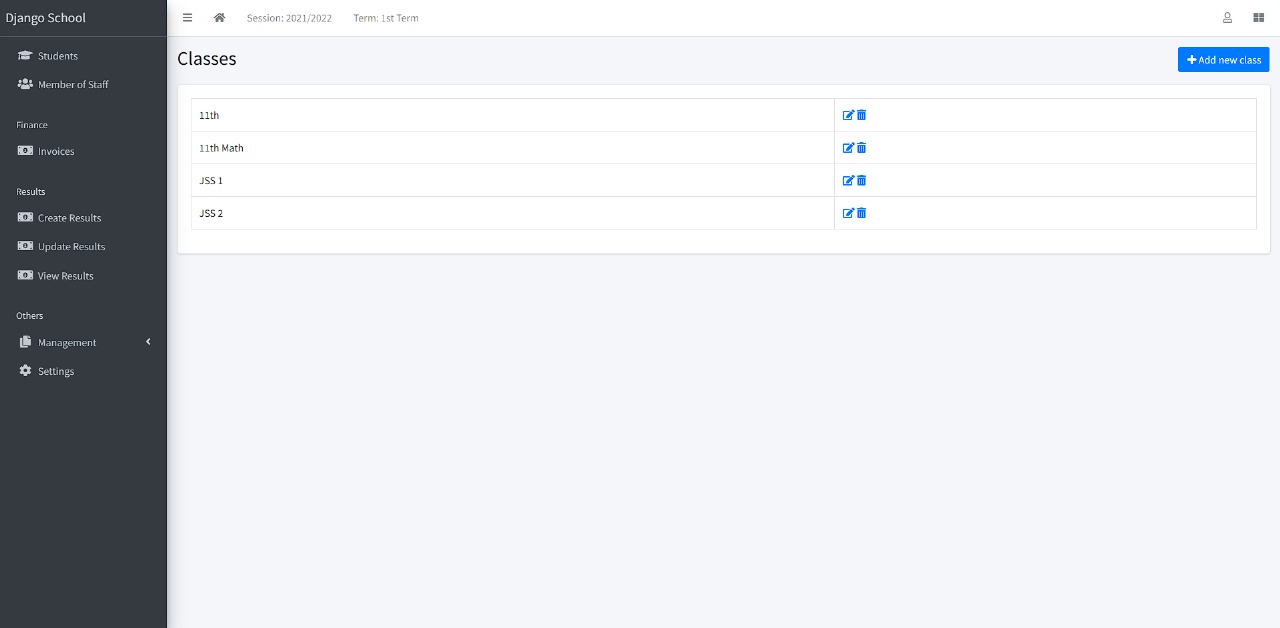 Django School
Session: 2021/2022
Term: 1st Term
Students
Member of Staff
Finance
Invoices
Results
Create Results
Update Results
View Results
Others
Management
Settings
Classes
Add new class
11th
11th Math
JSS 1
JSS 2